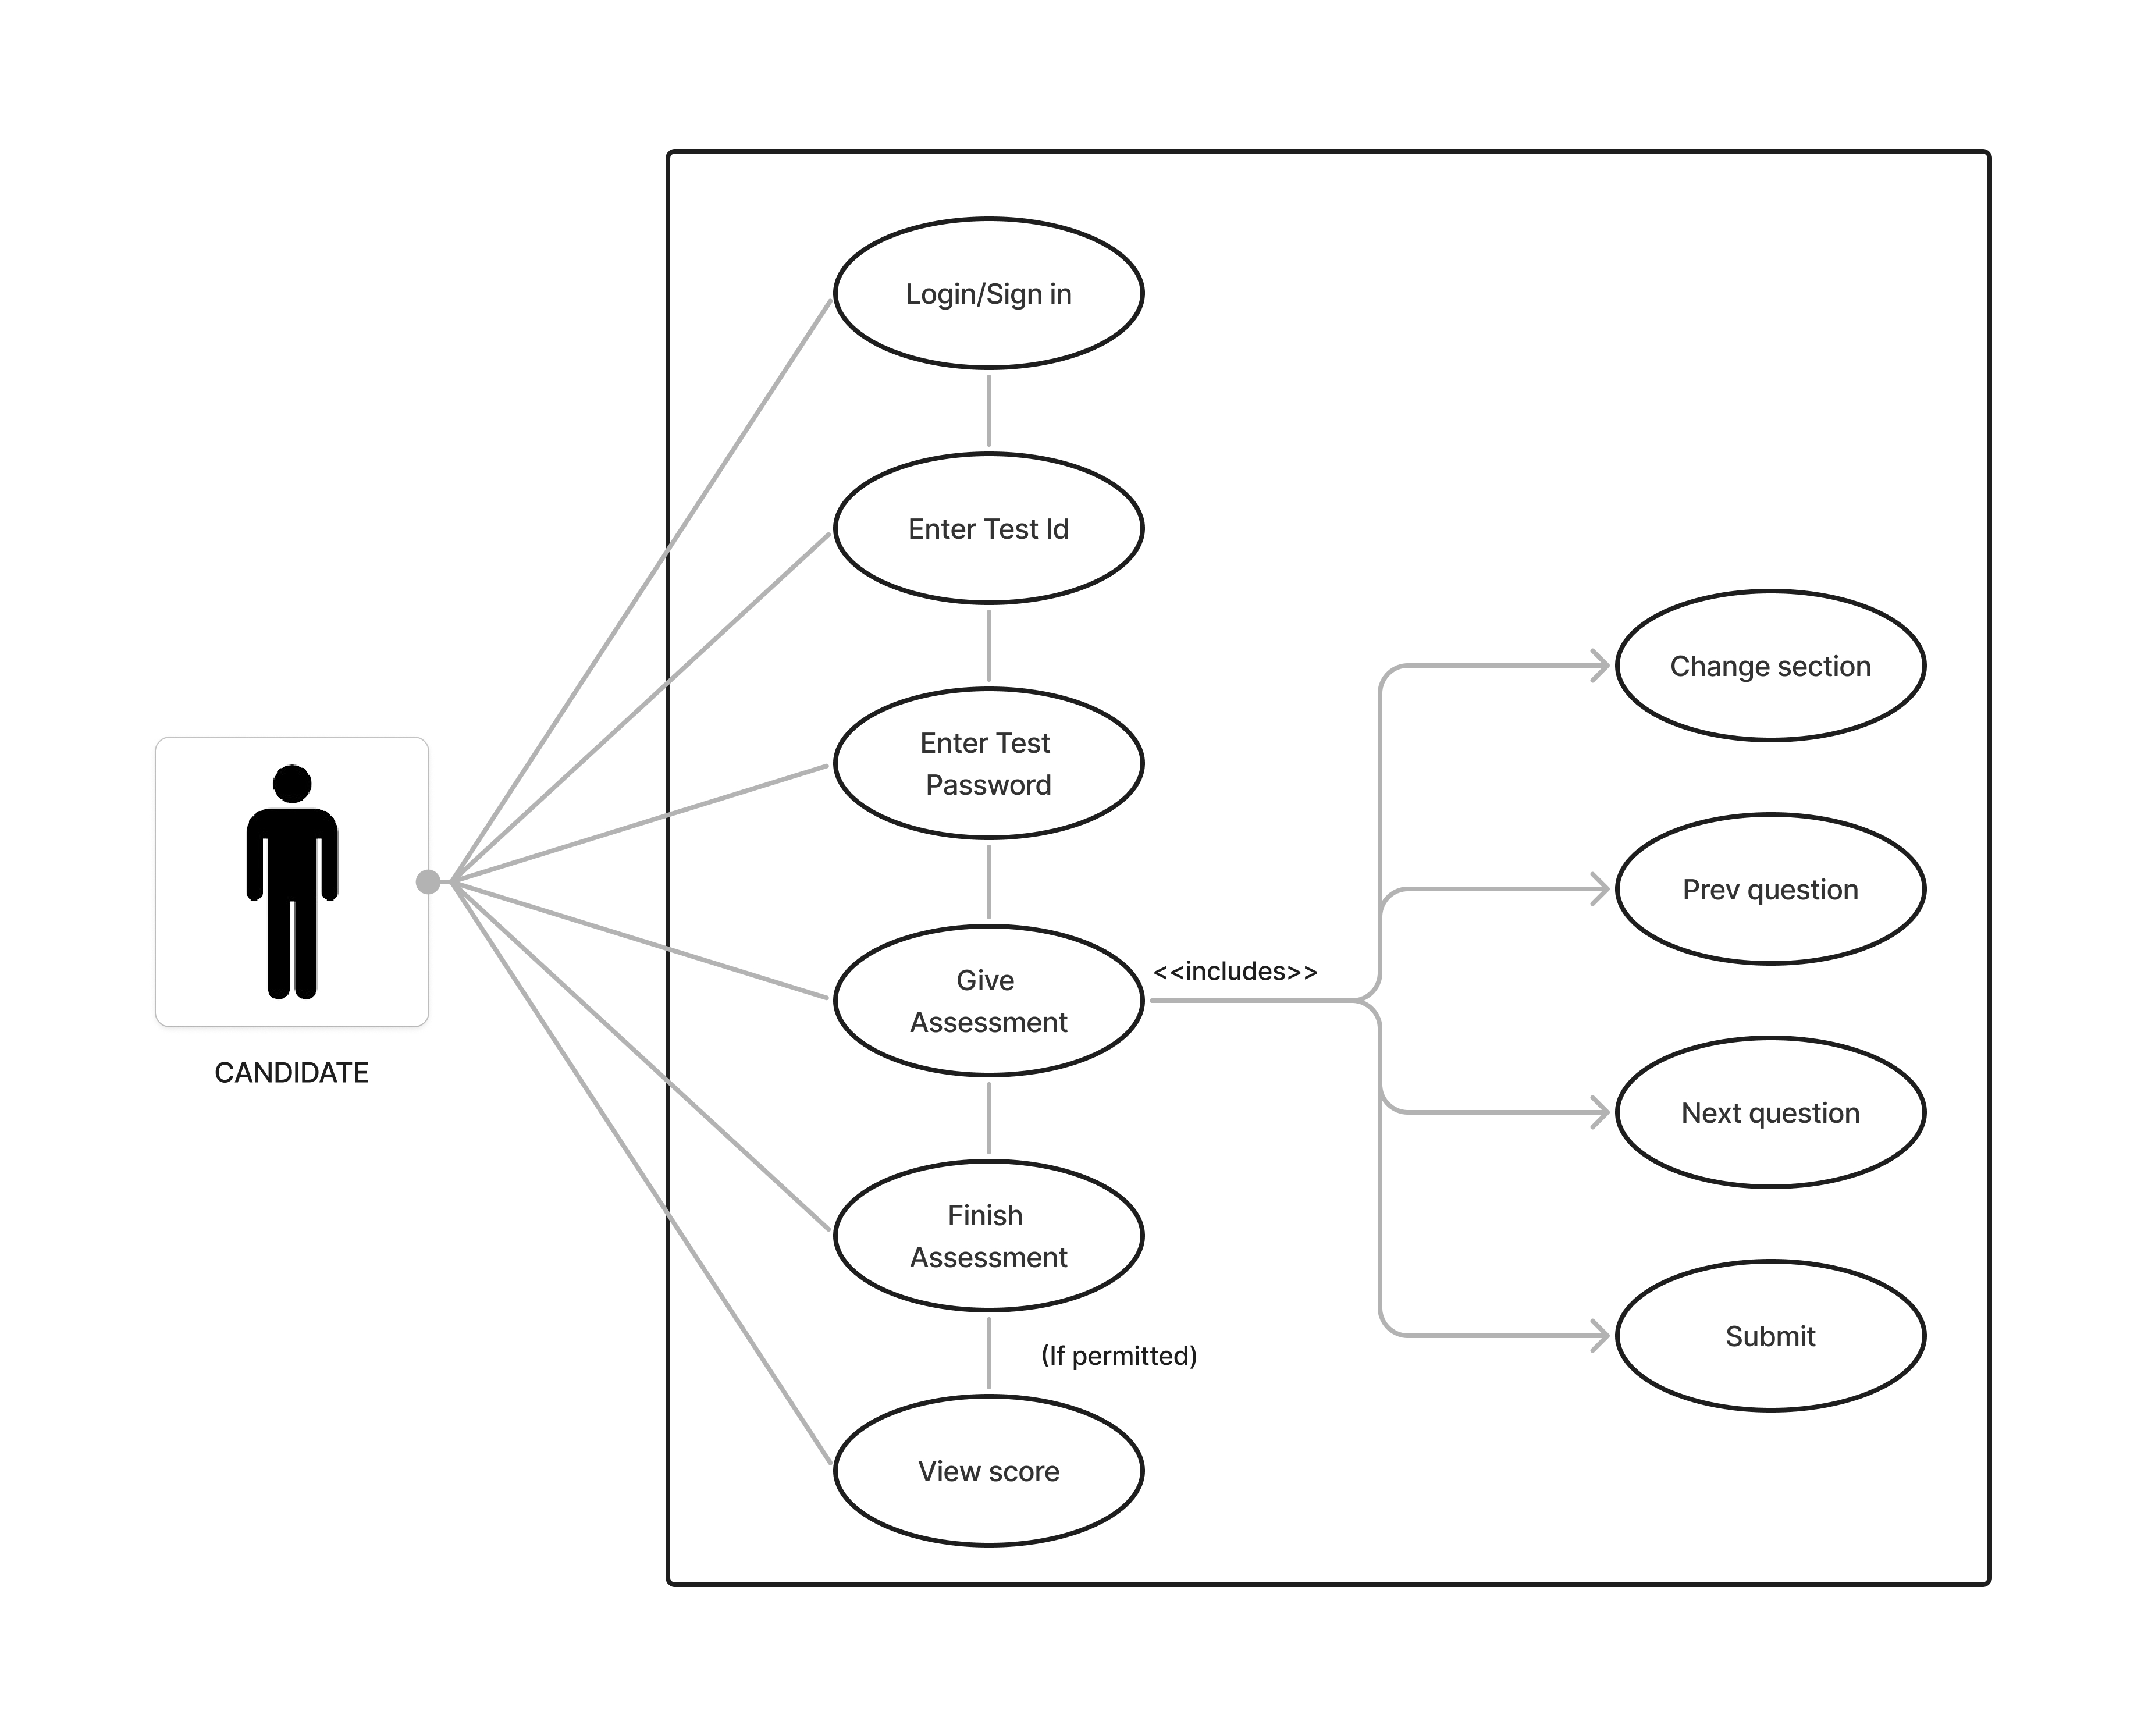 CANDIDATE
Login/Sign in
Enter Test Id
Enter Test
Password
Give
Assessment
<<includes>>
Finish
Assessment
(If permitted)
View score
Change section
Prev question
Next question
Submit